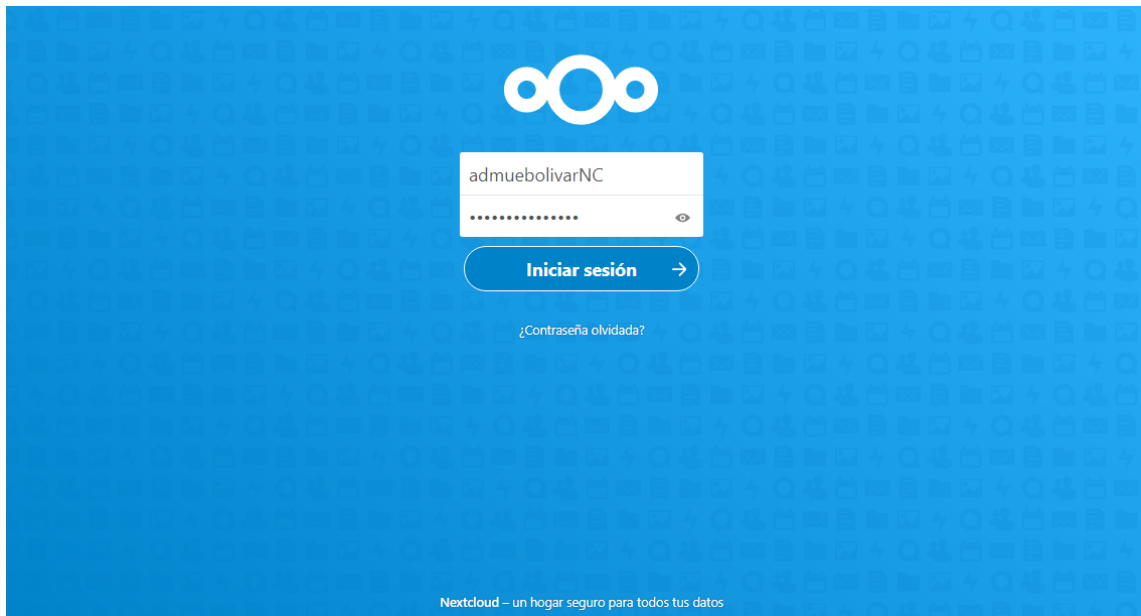 admuebolivarNC
•••••••••••••••
Iniciar sesión
¿Contraseña olvidada?
Nextcloud – un hogar seguro para todos tus datos